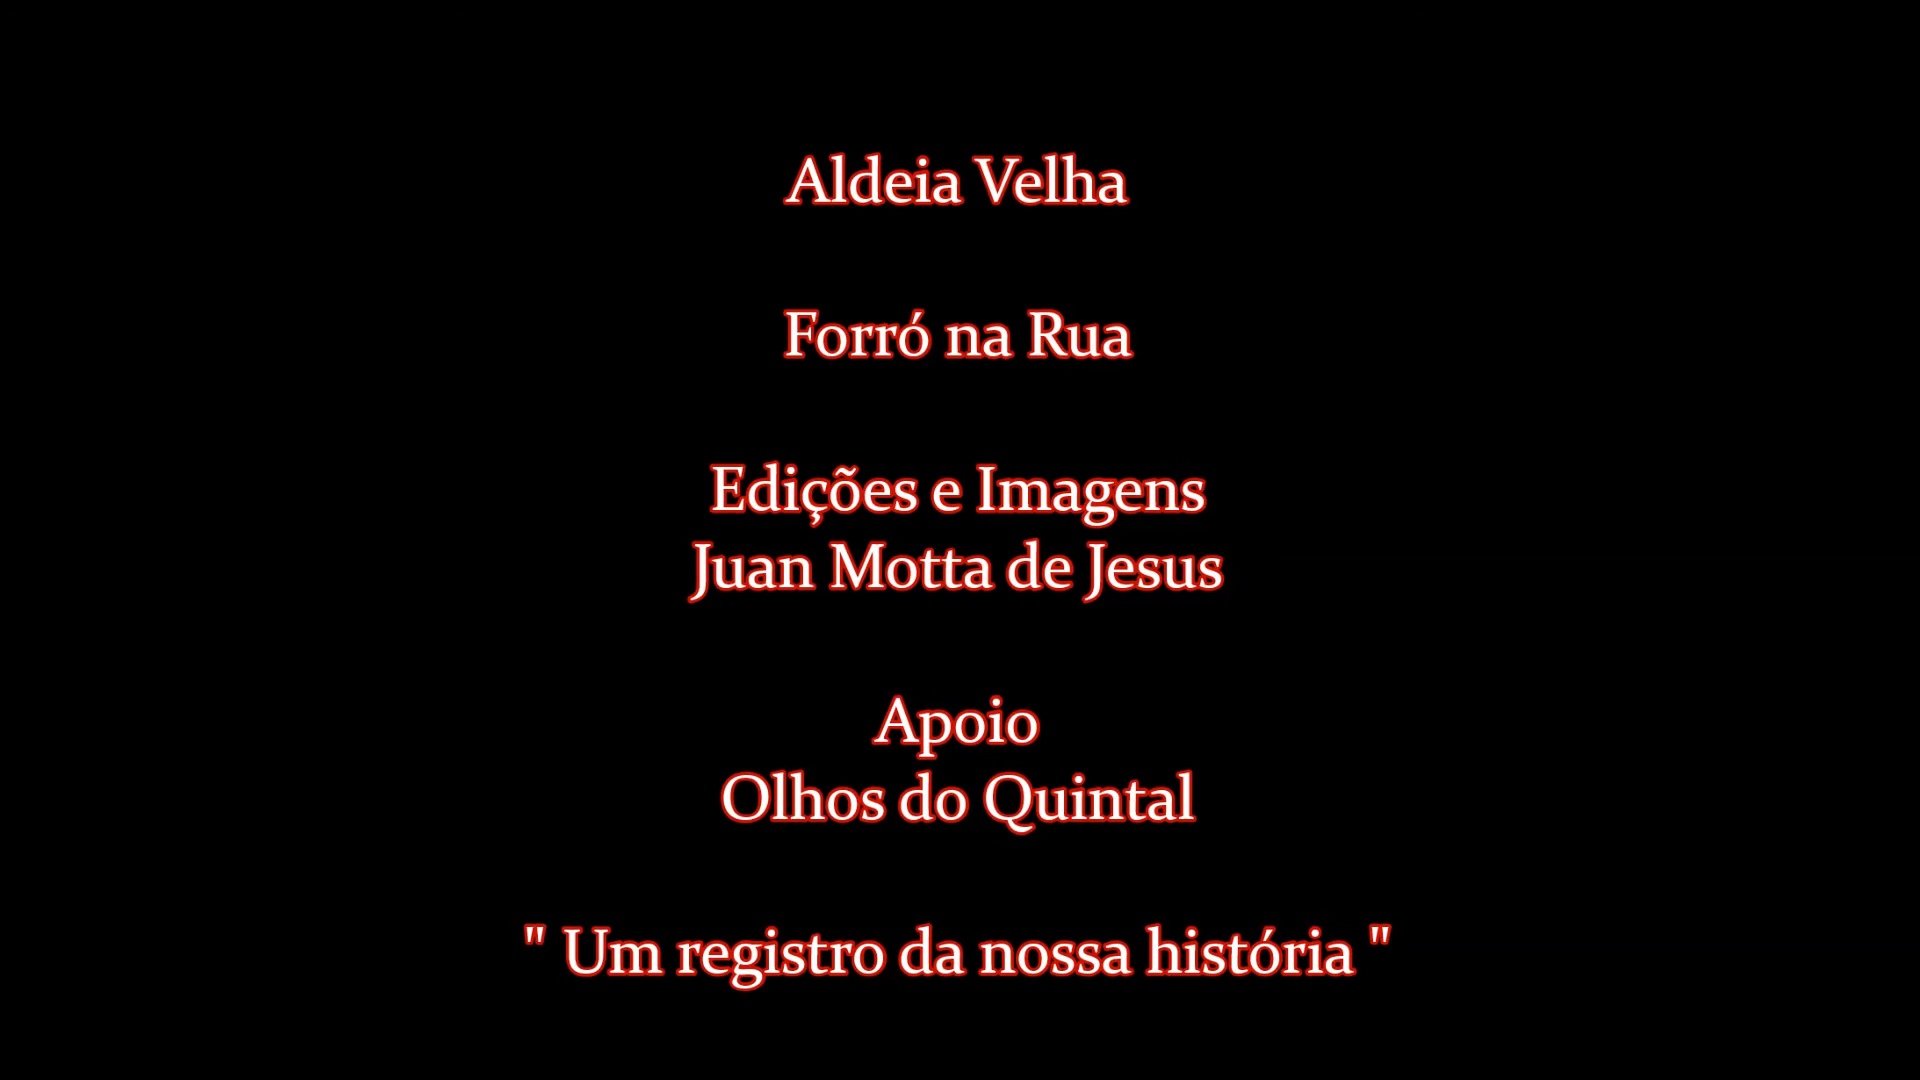 Aldeia Velha
Forró na Rua
Edições e Imagens
Juan Motta de Jesus
Apoio
Olhos do Quintal
" Um registro da nossa história "